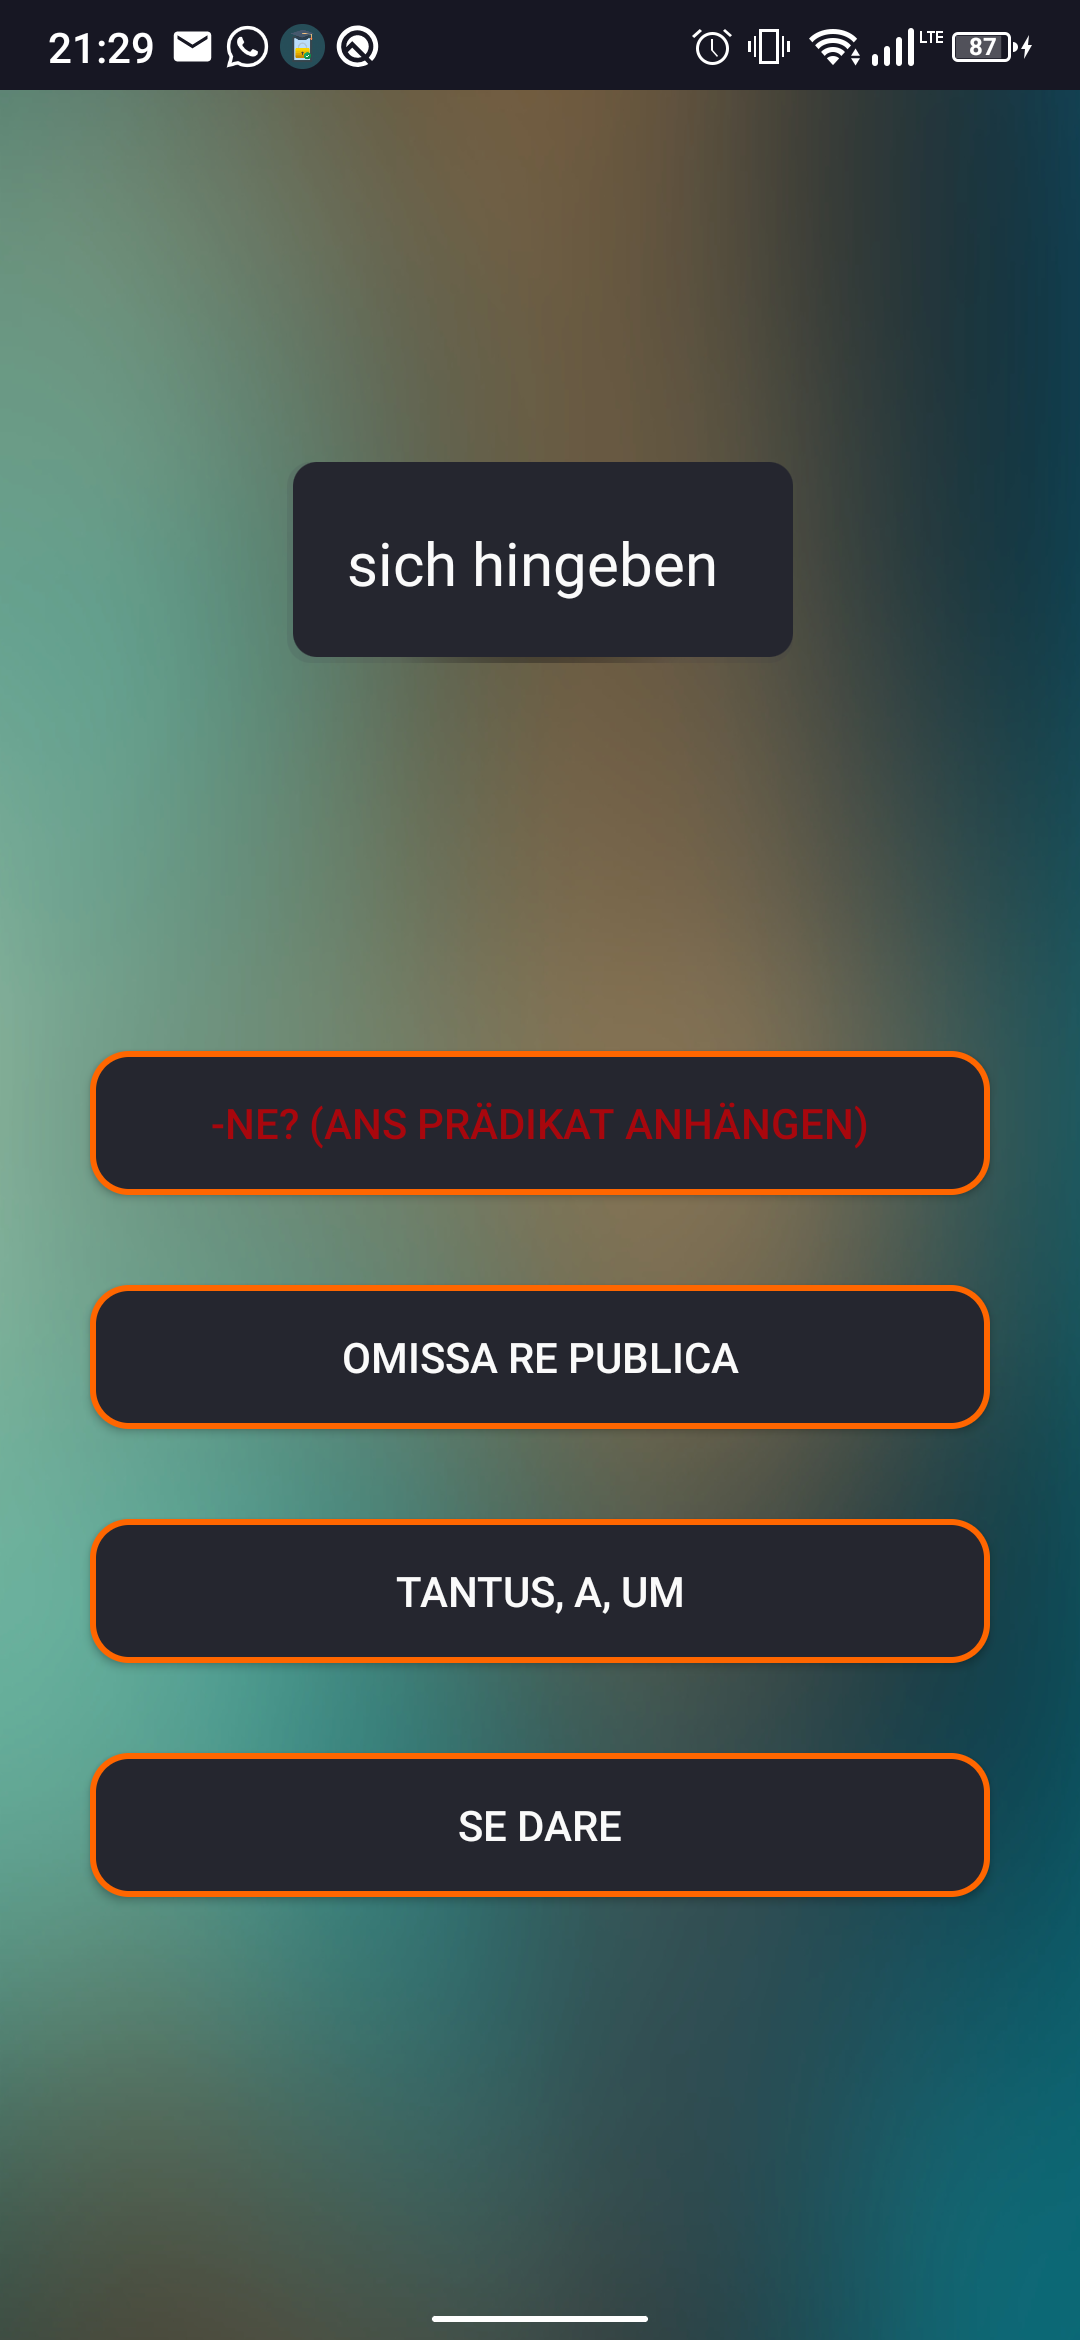 21:29 LTE 87
sich hingeben
-NE? (ANS PRÄDIKAT ANHÄNGEN)
OMISSA RE PUBLICA
TANTUS, A, UM
SE DARE